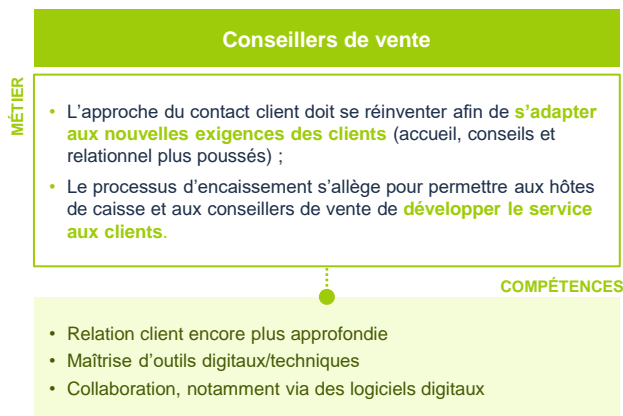 Conseillers de vente
MÉTIER
• L'approche du contact client doit se réinventer afin de s'adapter
aux nouvelles exigences des clients (accueil, conseils et
relationnel plus poussés) ;
• Le processus d'encaissement s'allège pour permettre aux hôtes
de caisse et aux conseillers de vente de développer le service
aux clients.
COMPÉTENCES
• Relation client encore plus approfondie
• Maîtrise d'outils digitaux/techniques
• Collaboration, notamment via des logiciels digitaux